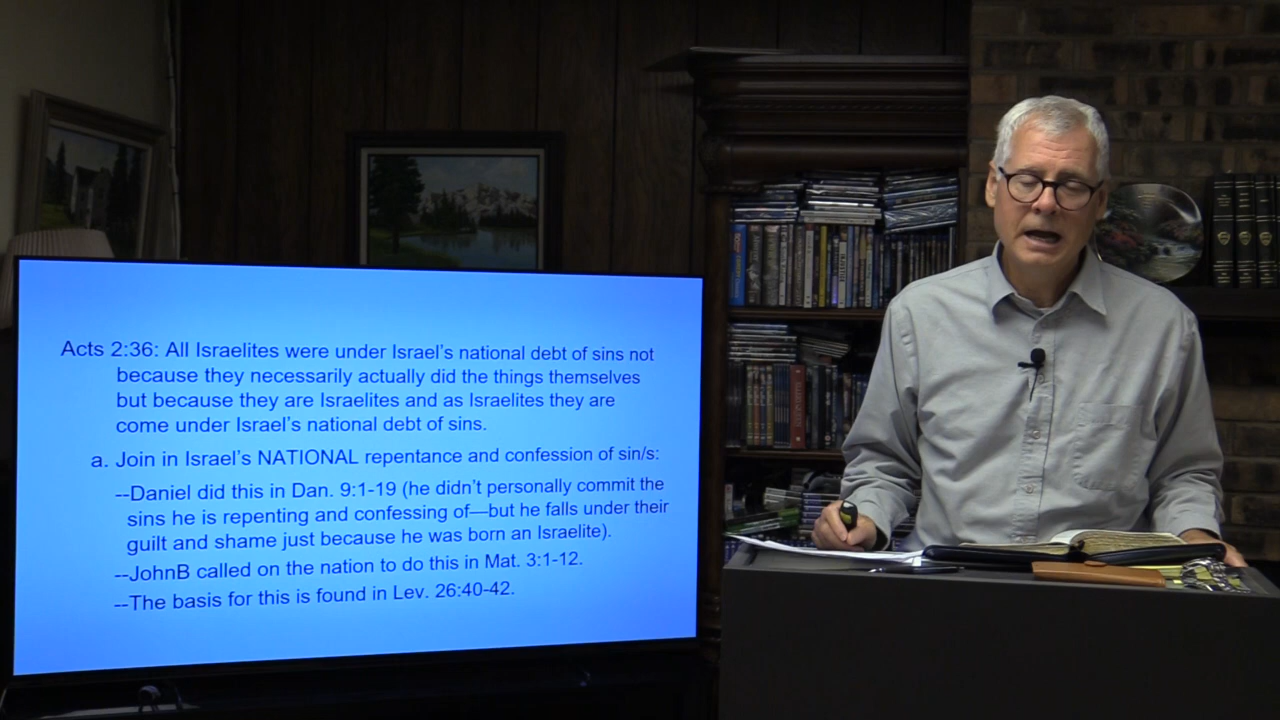 Acts 2:36: All Israelites were under Israel's national debt of sins not
because they necessarily actually did the things themselves
but because they are Israelites and as Israelites they are
come under Israel's national debt of sins.
a. Join in Israel's NATIONAL repentance and confession of sin/s:
--Daniel did this in Dan. 9:1-19 (he didn't personally commit the
sins he is repenting and confessing of—but he falls under their
guilt and shame just because he was born an Israelite).
--JohnB called on the nation to do this in Mat. 3:1-12.
--The basis for this is found in Lev. 26:40-42.